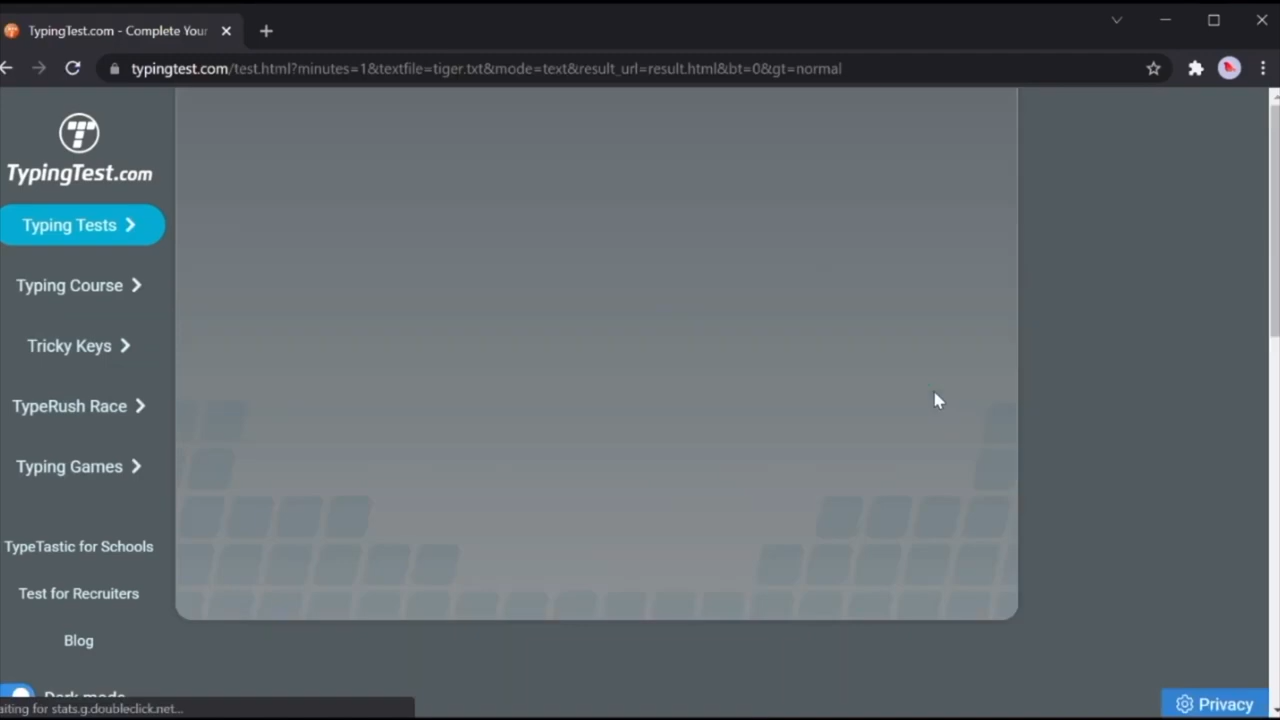 TypingTest.com - Complete Your
typingtest.com/test.html?minutes=1&textfile=tiger.txt&mode=text&result_url=result.html&bt=0&gt=normal
TypingTest.com
Typing Tests
Typing Course
Tricky Keys
TypeRush Race
Typing Games
TypeTastic for Schools
Test for Recruiters
Blog
Dark mode
aiting for stats.g.doubleclick.net...
Privacy